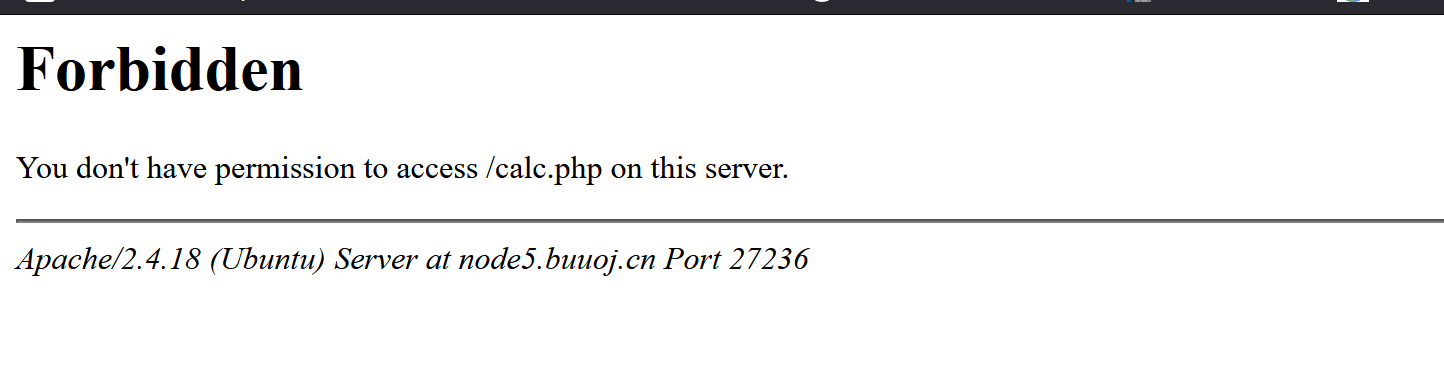 Forbidden
You don't have permission to access /calc.php on this server.
Apache/2.4.18 (Ubuntu) Server at node5.buuoj.cn Port 27236